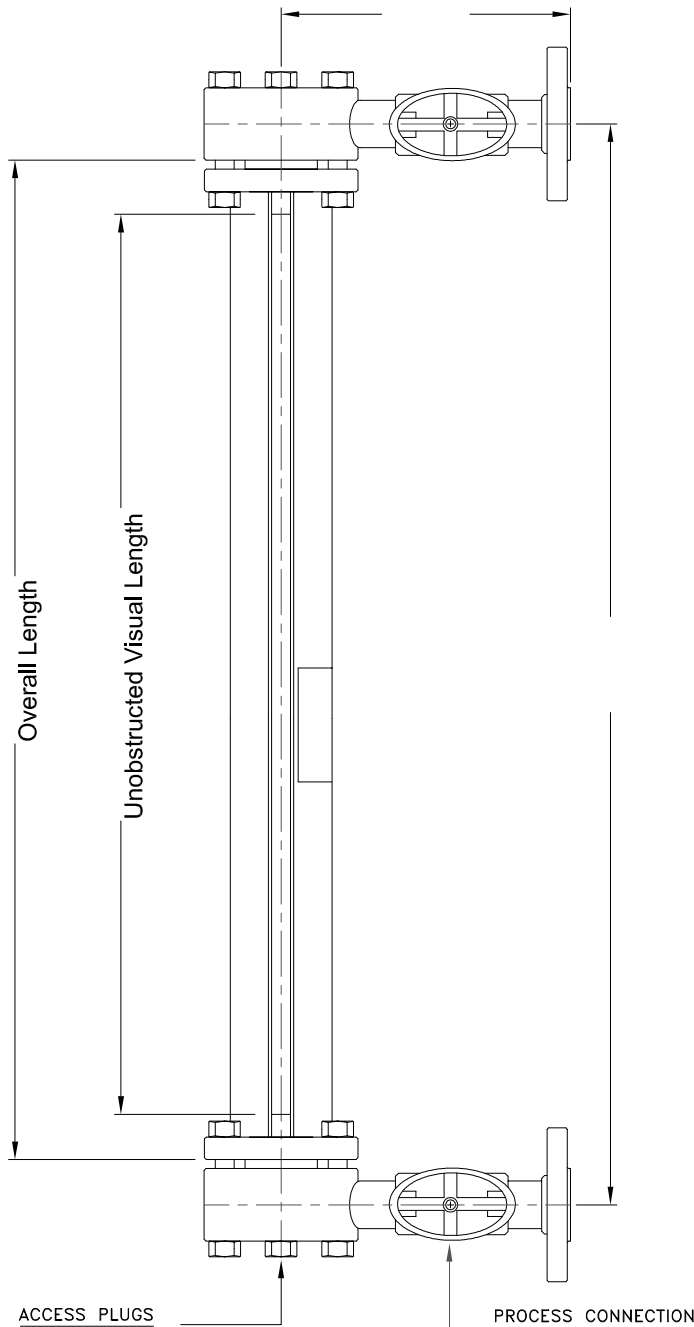 Overall Length
Unobstructed Visual Length
ACCESS PLUGS
PROCESS CONNECTION